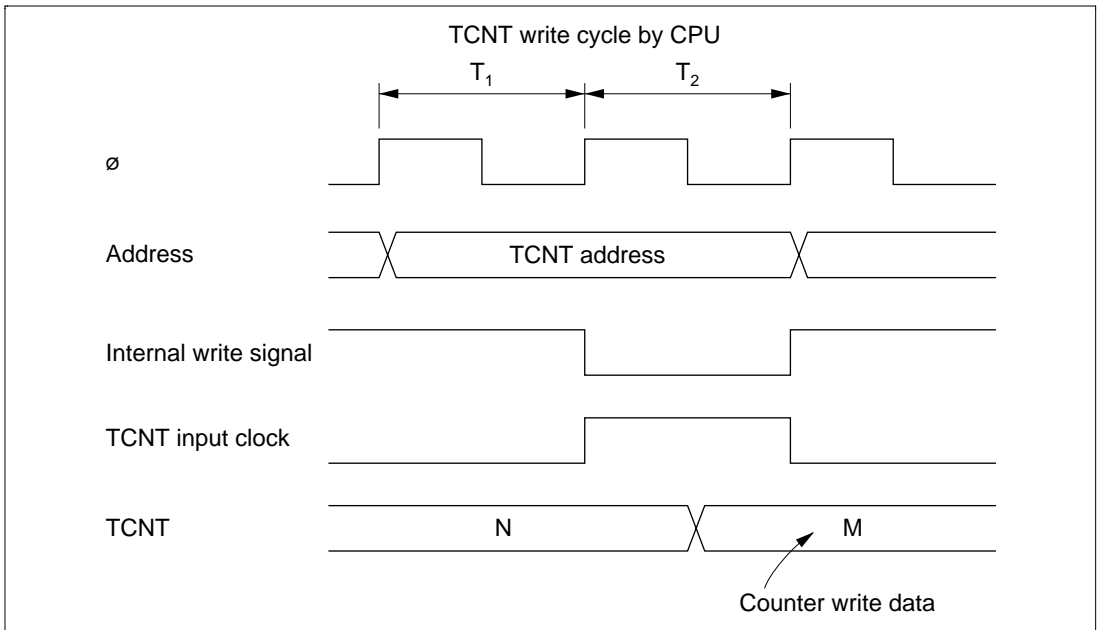 TCNT write cycle by CPU
T1 T2
ø
Address TCNT address
Internal write signal
TCNT input clock
TCNT N M
Counter write data